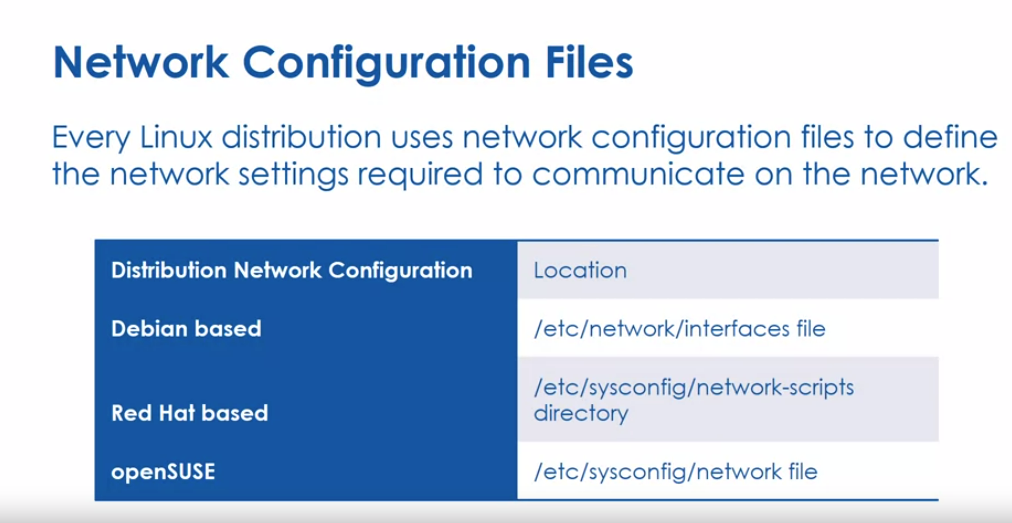 Network Configuration Files
Every Linux distribution uses network configuration files to define
the network settings required to communicate on the network.
Distribution Network Configuration Location
Debian based /etc/network/interfaces file
Red Hat based /etc/sysconfig/network-scripts
directory
openSUSE /etc/sysconfig/network file